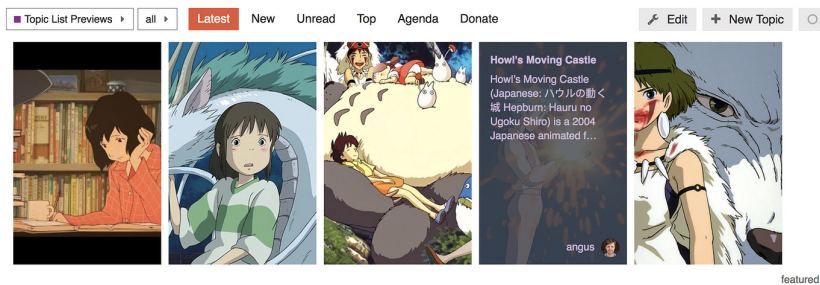 Topic List Previews all Latest New Unread Top Agenda Donate Edit + New Topic
Howl's Moving Castle
Howl's Moving Castle
(Japanese: ハウルの動く
城 Hepburn: Hauru no
Ugoku Shiro) is a 2004
Japanese animated f...
angus
featured